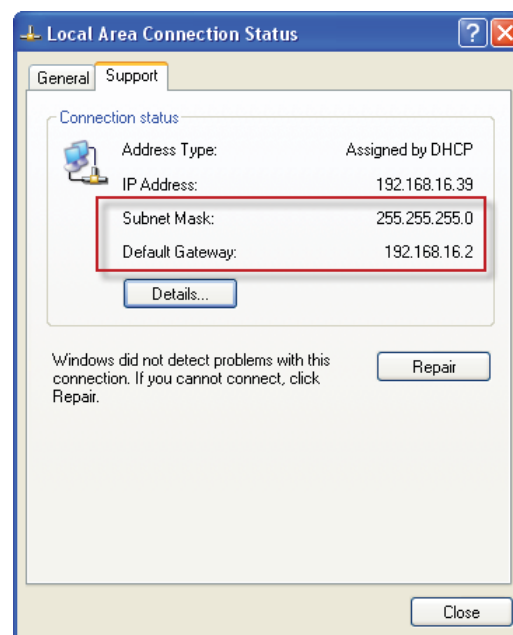 Local Area Connection Status
General Support
Connection status
Address Type: Assigned by DHCP
IP Address: 192.168.16.39
Subnet Mask: 255.255.255.0
Default Gateway: 192.168.16.2
Details...
Windows did not detect problems with this
connection. If you cannot connect, click
Repair.
Repair
Close